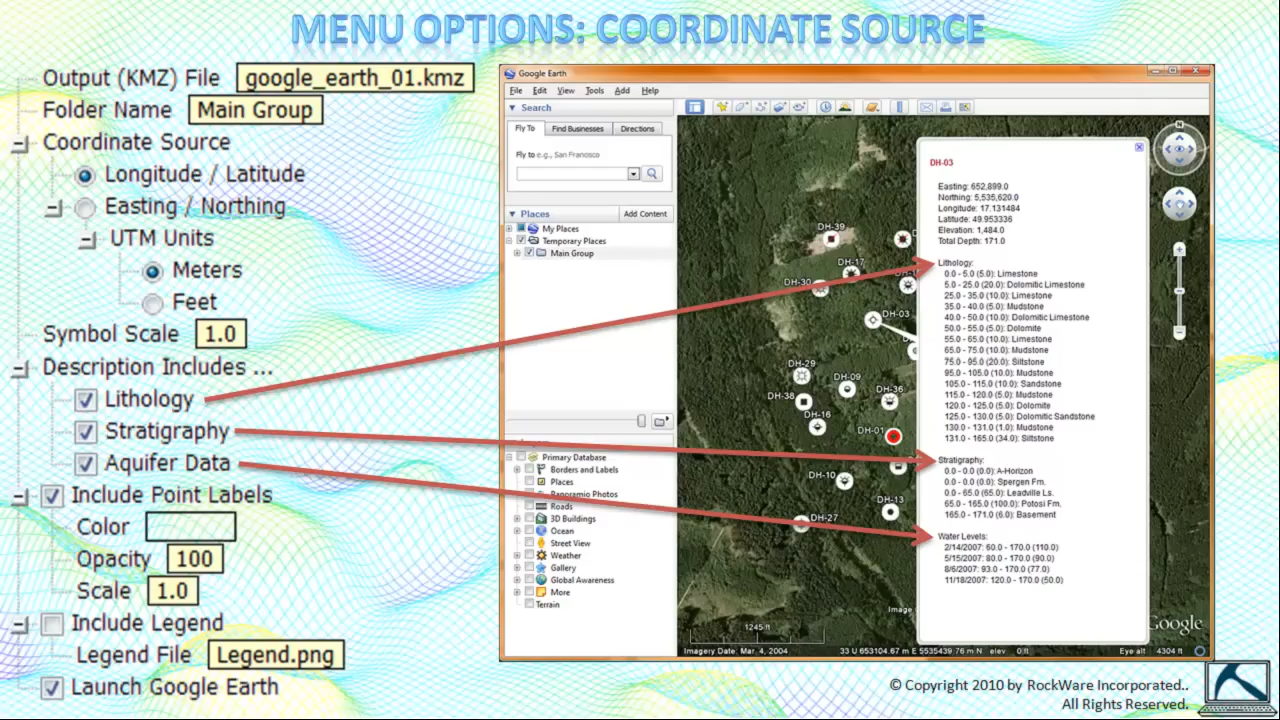 MENU OPTIONS: COORDINATE SOURCE
Output (KMZ) File google_earth_01.kmz
Folder Name Main Group
Coordinate Source
Longitude / Latitude
Easting / Northing
UTM Units
Meters
Feet
Symbol Scale 1.0
Description Includes ...
Lithology
Stratigraphy
Aquifer Data
Include Point Labels
Color
Opacity 100
Scale 1.0
Include Legend
Legend File Legend.png
Launch Google Earth
Google Earth
File Edit View Tools Add Help
Search
Fly To Find Businesses Directions
Fly to e.g., San Francisco
Places Add Content
My Places
Temporary Places
Main Group
Primary Database
Borders and Labels
Places
Panoramio Photos
Roads
3D Buildings
Ocean
Street View
Weather
Gallery
Global Awareness
More
Terrain
DH-39
DH-17
DH-30
DH-03
DH-29
DH-09
DH-38
DH-36
DH-16
DH-01
DH-10
DH-13
DH-27
DH-03
Easting: 652,899.0
Northing: 5,535,620.0
Longitude: 17.131484
Latitude: 49.953336
Elevation: 1,484.0
Total Depth: 171.0
Lithology:
0.0 - 5.0 (5.0): Limestone
5.0 - 25.0 (20.0): Dolomitic Limestone
25.0 - 35.0 (10.0): Limestone
35.0 - 40.0 (5.0): Mudstone
40.0 - 50.0 (10.0): Dolomitic Limestone
50.0 - 55.0 (5.0): Dolomite
55.0 - 65.0 (10.0): Limestone
65.0 - 75.0 (10.0): Mudstone
75.0 - 95.0 (20.0): Siltstone
95.0 - 105.0 (10.0): Mudstone
105.0 - 115.0 (10.0): Sandstone
115.0 - 120.0 (5.0): Mudstone
120.0 - 125.0 (5.0): Dolomite
125.0 - 130.0 (5.0): Dolomitic Sandstone
130.0 - 131.0 (1.0): Mudstone
131.0 - 165.0 (34.0): Siltstone
Stratigraphy:
0.0 - 0.0 (0.0): A-Horizon
0.0 - 0.0 (0.0): Spergen Fm.
0.0 - 65.0 (65.0): Leadville Ls.
65.0 - 165.0 (100.0): Potosi Fm.
165.0 - 171.0 (6.0): Basement
Water Levels:
2/14/2007: 60.0 - 170.0 (110.0)
5/15/2007: 80.0 - 170.0 (90.0)
8/6/2007: 93.0 - 170.0 (77.0)
11/18/2007: 120.0 - 170.0 (50.0)
N
Image
Google
1245 ft
Imagery Date: Mar. 4, 2004 33 U 653104.67 m E 5535439.76 m N elev 0 ft Eye alt 4304 ft
© Copyright 2010 by RockWare Incorporated..
All Rights Reserved.